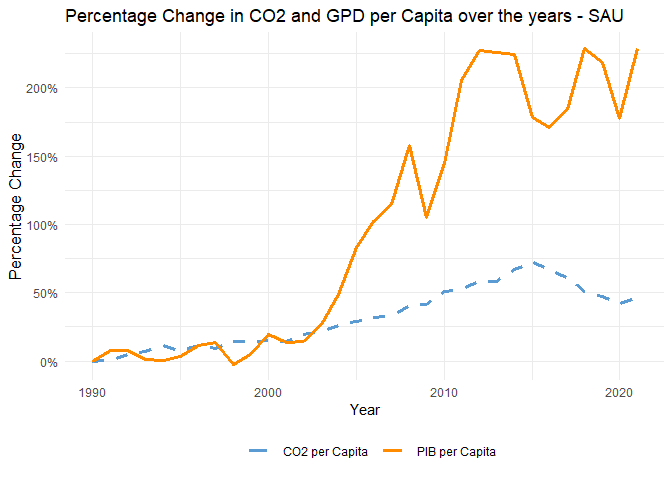 Percentage Change in CO2 and GPD per Capita over the years - SAU
Percentage Change
200%
150%
100%
50%
0%
1990
2000
2010
2020
Year
CO2 per Capita
PIB per Capita